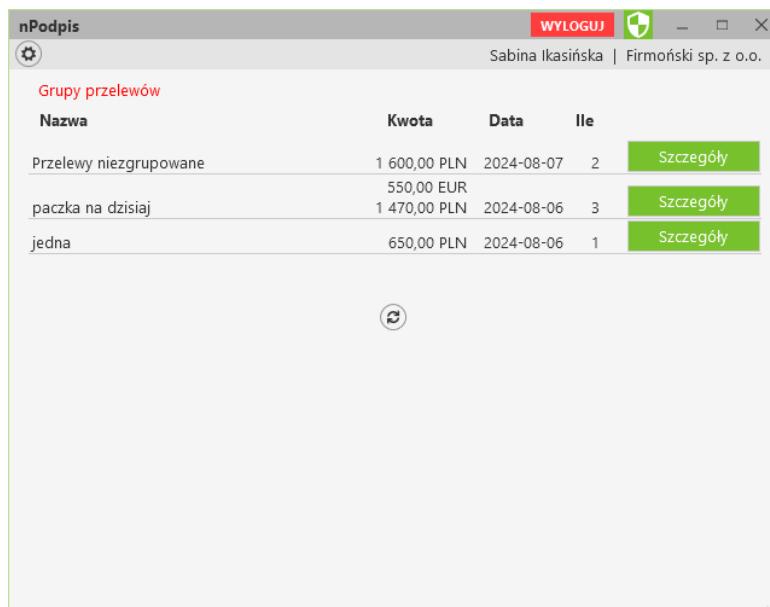 nPodpis WYLOGUJ
Sabina Ikasińska | Firmoński sp. z o.o.
Grupy przelewów
Nazwa Kwota Data Ile
Przelewy niezgrupowane 1 600,00 PLN 2024-08-07 2 Szczegóły
550,00 EUR
paczka na dzisiaj 1 470,00 PLN 2024-08-06 3 Szczegóły
jedna 650,00 PLN 2024-08-06 1 Szczegóły